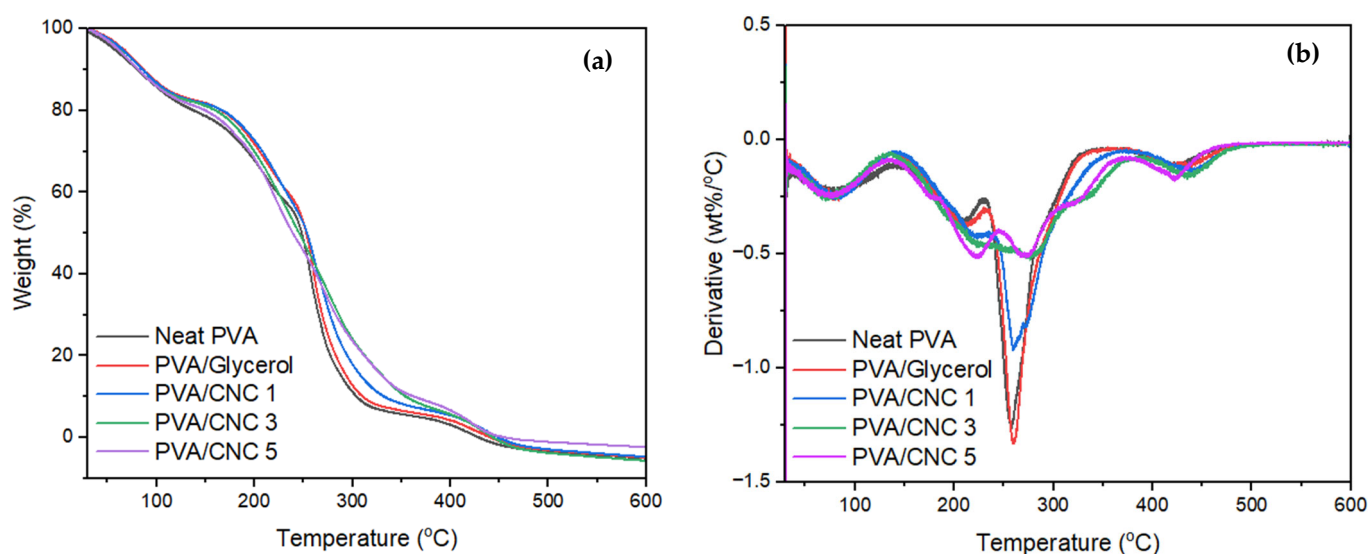 (a)
Weight (%)
100
80
60
40
20
0
Neat PVA
PVA/Glycerol
PVA/CNC 1
PVA/CNC 3
PVA/CNC 5
100
200
300
400
500
600
Temperature (°C)
(b)
Derivative (wt%/°C)
0.5
0.0
−0.5
−1.0
−1.5
Neat PVA
PVA/Glycerol
PVA/CNC 1
PVA/CNC 3
PVA/CNC 5
100
200
300
400
500
600
Temperature (°C)